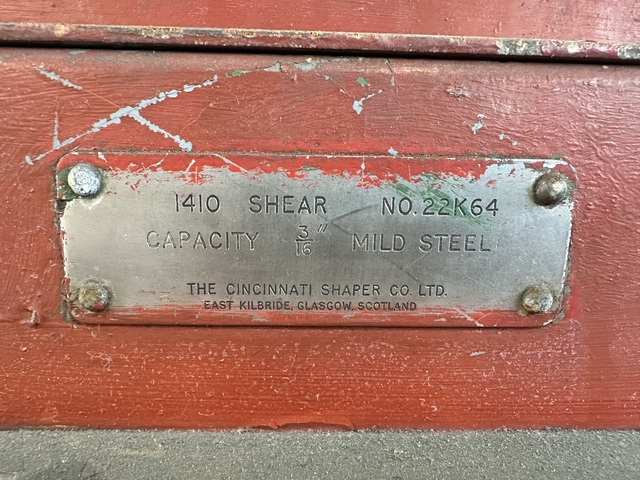 1410 SHEAR NO. 22K64
CAPACITY 3/16" MILD STEEL
THE CINCINNATI SHAPER CO. LTD.
EAST KILBRIDE, GLASGOW, SCOTLAND